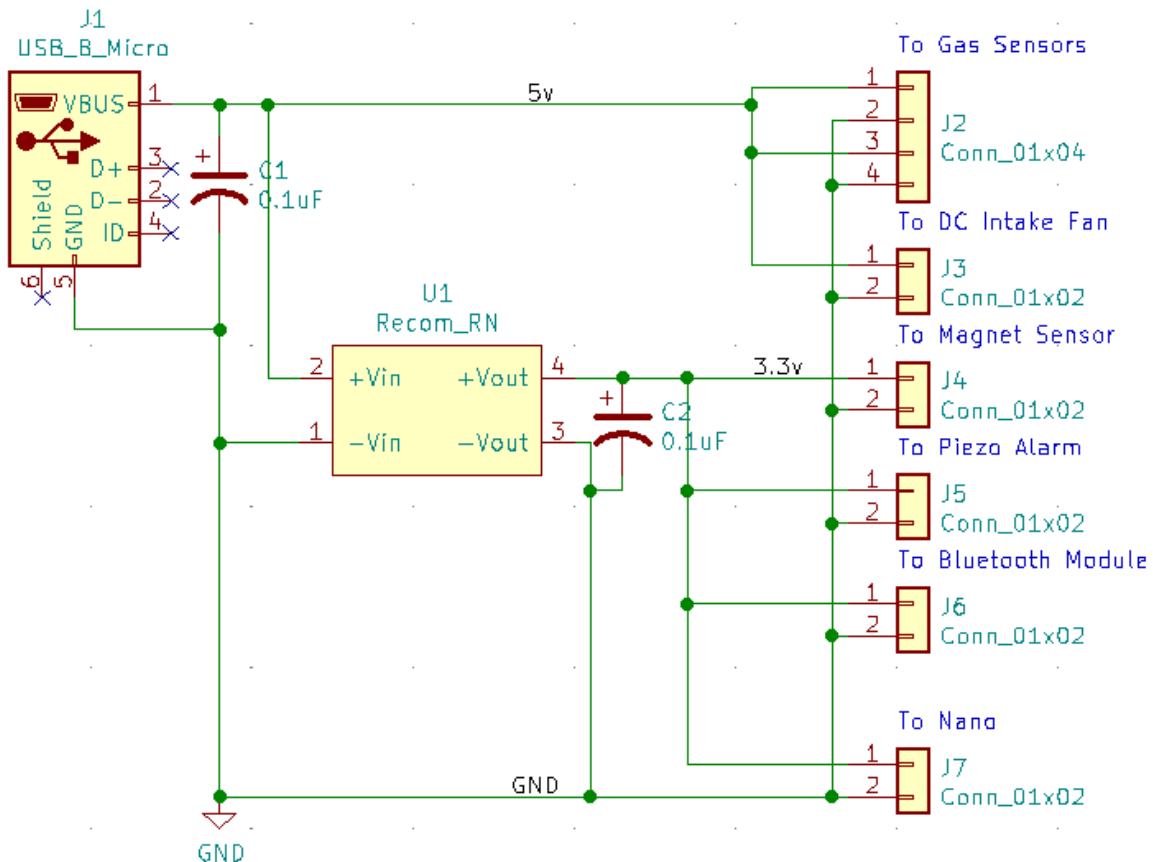 J1
USB_B_Micro
VBUS
1
D+
3
D-
2
ID
4
Shield
GND
6
5
+
C1
0.1uF
5v
U1
Recom_RN
2
+Vin
+Vout
4
1
-Vin
-Vout
3
+
C2
0.1uF
3.3v
GND
GND
To Gas Sensors
1
2
3
4
J2
Conn_01x04
To DC Intake Fan
1
2
J3
Conn_01x02
To Magnet Sensor
1
2
J4
Conn_01x02
To Piezo Alarm
1
2
J5
Conn_01x02
To Bluetooth Module
1
2
J6
Conn_01x02
To Nano
1
2
J7
Conn_01x02